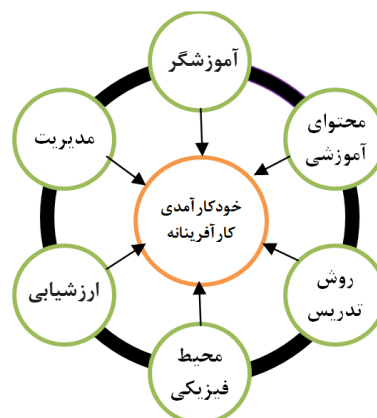 آموزشگر
محتوای
آموزشی
مدیریت
خودکارآمدی
کارآفرینانه
ارزشیابی
روش
تدریس
محیط
فیزیکی